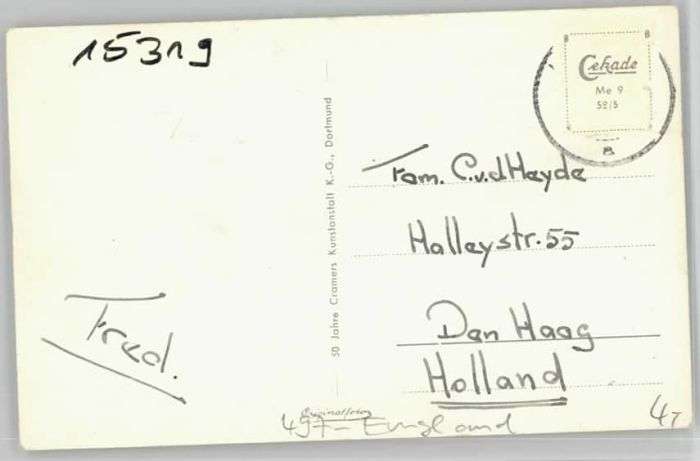 15319
Cekade
Me 9
52/5
B
Fam. C.v.d Heyde
Halleystr. 55
Den Haag
Holland
Fred.
50 Jahre Cramers Kunstanstalt K.-G., Dortmund
Originalfoto
47